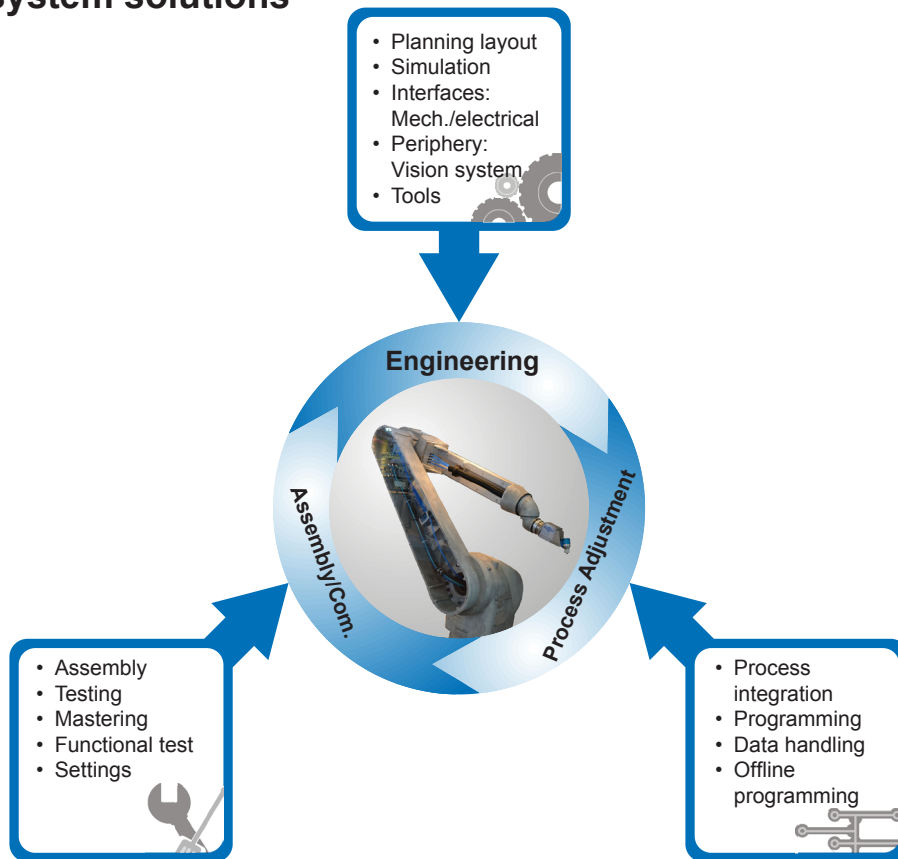 system solutions
• Planning layout
• Simulation
• Interfaces:
Mech./electrical
• Periphery:
Vision system
• Tools
Engineering
Assembly/Com.
Process Adjustment
• Assembly
• Testing
• Mastering
• Functional test
• Settings
• Process
integration
• Programming
• Data handling
• Offline
programming